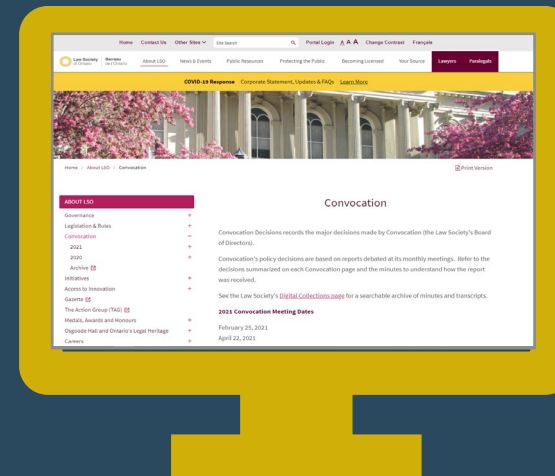 Home Contact Us Other Sites Site Search Portal Login A A A Change Contrast Français
Law Society of Ontario Barreau de l'Ontario About LSO News & Events Public Resources Protecting the Public Becoming Licensed Your Source Lawyers Paralegals
COVID-19 Response Corporate Statement, Updates & FAQs Learn More
Home > About LSO > Convocation Print Version
ABOUT LSO
Governance +
Legislation & Rules +
Convocation −
2021 +
2020 +
Archive
Initiatives +
Access to Innovation +
Gazette
The Action Group (TAG)
Medals, Awards and Honours +
Osgoode Hall and Ontario's Legal Heritage +
Careers +
Convocation
Convocation Decisions records the major decisions made by Convocation (the Law Society's Board
of Directors).
Convocation's policy decisions are based on reports debated at its monthly meetings. Refer to the
decisions summarized on each Convocation page and the minutes to understand how the report
was received.
See the Law Society's Digital Collections page for a searchable archive of minutes and transcripts.
2021 Convocation Meeting Dates
February 25, 2021
April 22, 2021